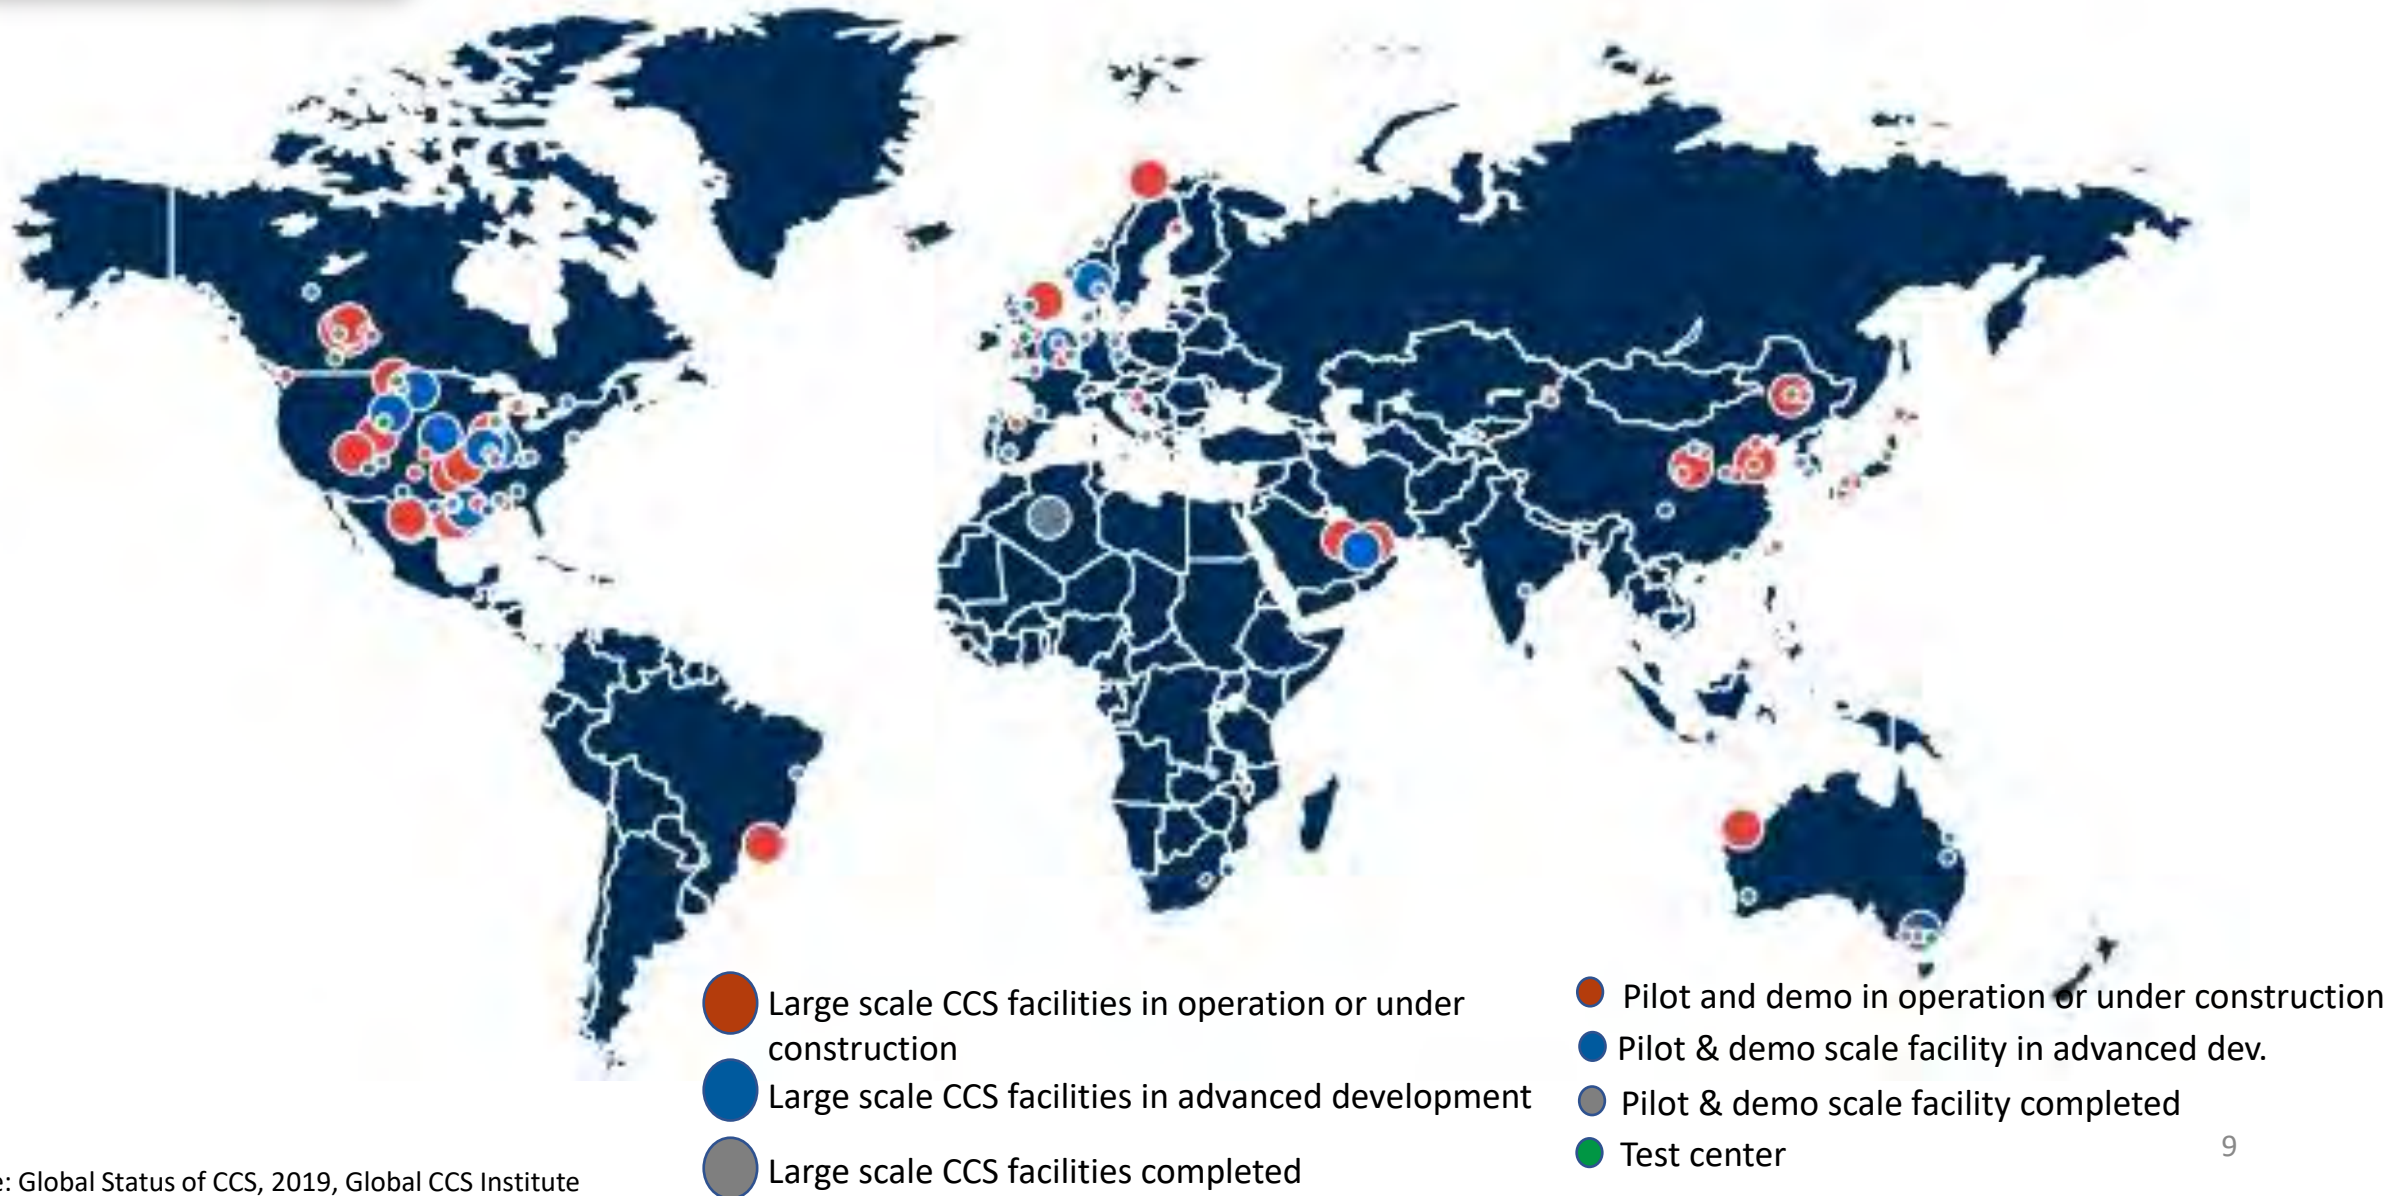 Large scale CCS facilities in operation or under
construction
Large scale CCS facilities in advanced development
Large scale CCS facilities completed
Pilot and demo in operation or under construction
Pilot & demo scale facility in advanced dev.
Pilot & demo scale facility completed
Test center
9
e: Global Status of CCS, 2019, Global CCS Institute